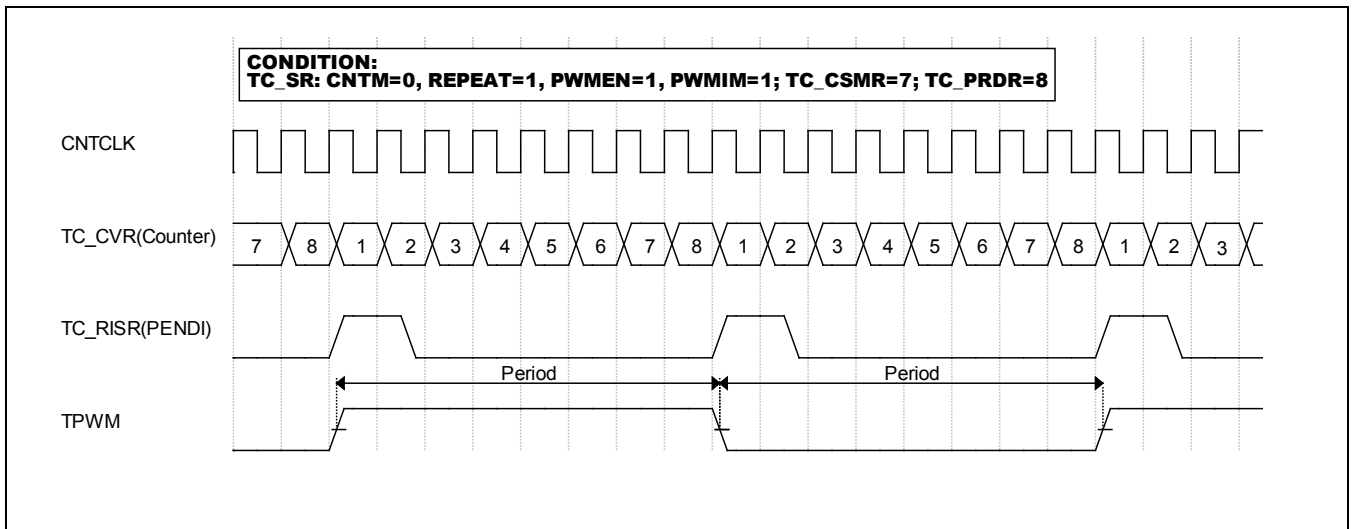 CONDITION:
TC_SR: CNTM=0, REPEAT=1, PWMEN=1, PWMIM=1; TC_CSMR=7; TC_PRDR=8
CNTCLK
TC_CVR(Counter) 7 8 1 2 3 4 5 6 7 8 1 2 3 4 5 6 7 8 1 2 3
TC_RISR(PENDI)
Period Period
TPWM